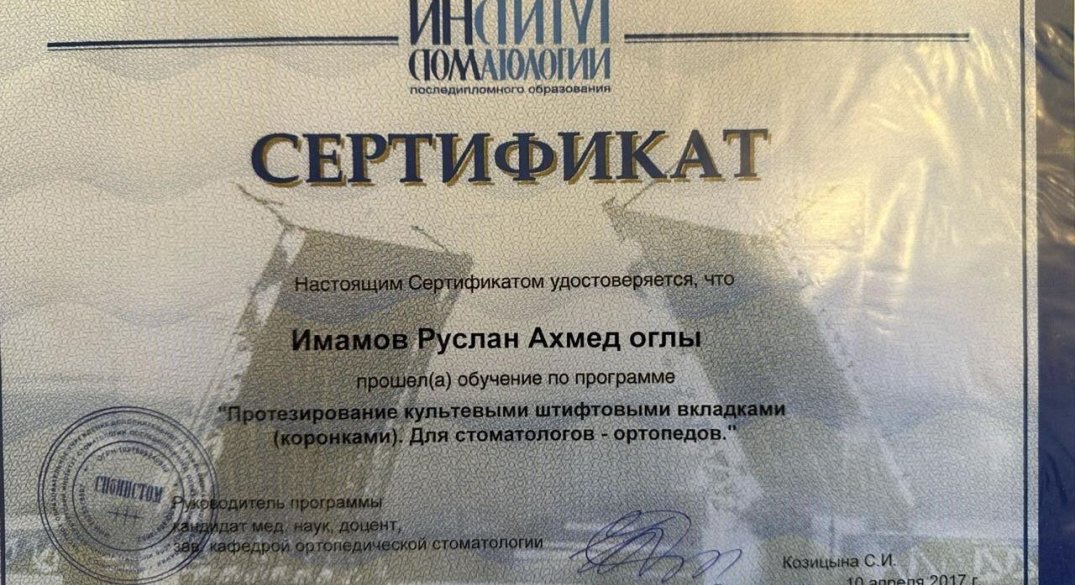 ИНСТИТУТ
СТОМАТОЛОГИИ
последипломного образования
СЕРТИФИКАТ
Настоящим Сертификатом удостоверяется, что
Имамов Руслан Ахмед оглы
прошел(а) обучение по программе
"Протезирование культевыми штифтовыми вкладками
(коронками). Для стоматологов - ортопедов."
СПбИНСТОМ
Руководитель программы
кандидат мед. наук, доцент,
зав. кафедрой ортопедической стоматологии
Козицына С.И.
10 апреля 2017 г.